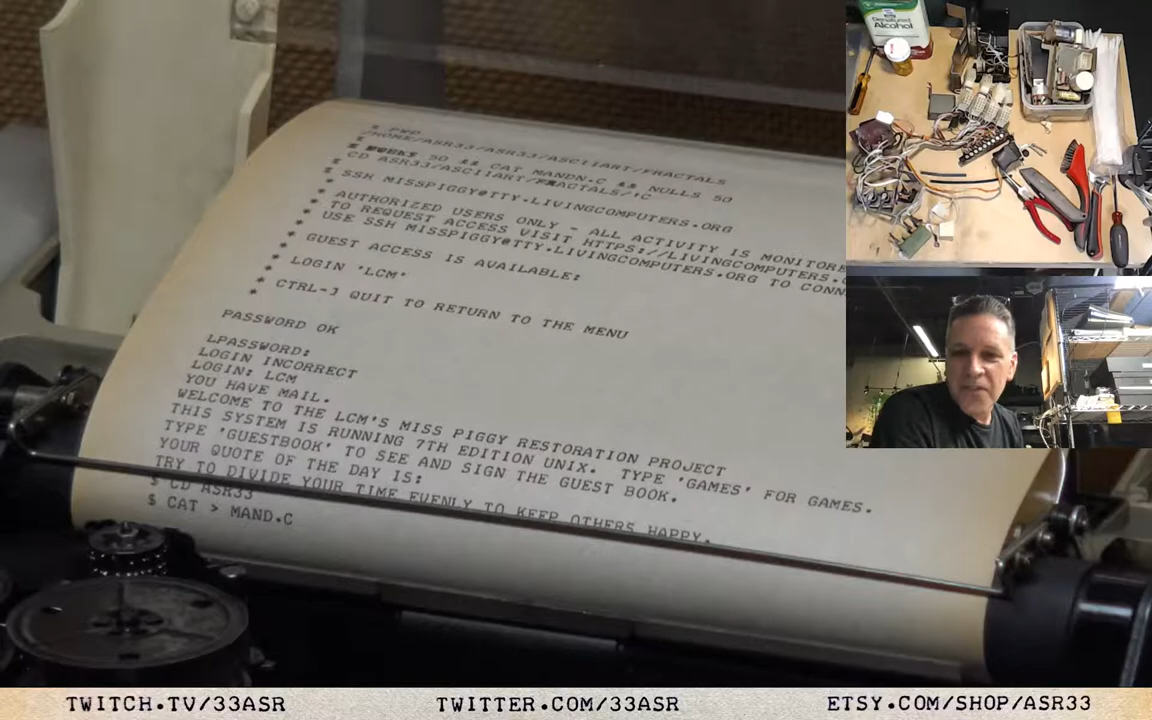 $ PWD
/HOME/ASR33/ASR33/ASCIIART/FRACTALS
50 && CAT MANDN.C && NULLS 50
CD ASR33/ASCIIART/FRACTALS/
$ SSH MISSPIGGY@TTY.LIVINGCOMPUTERS.ORG
*
* AUTHORIZED USERS ONLY - ALL ACTIVITY IS MONITORE
* TO REQUEST ACCESS VISIT HTTPS://LIVINGCOMPUTERS.
* USE SSH MISSPIGGY@TTY.LIVINGCOMPUTERS.ORG TO CONN
*
* GUEST ACCESS IS AVAILABLE:
*
* LOGIN 'LCM'
*
* CTRL-J QUIT TO RETURN TO THE MENU
*
PASSWORD OK
LPASSWORD:
LOGIN INCORRECT
LOGIN: LCM
YOU HAVE MAIL.
WELCOME TO THE LCM'S MISS PIGGY RESTORATION PROJECT
THIS SYSTEM IS RUNNING 7TH EDITION UNIX. TYPE 'GAMES' FOR GAMES.
TYPE 'GUESTBOOK' TO SEE AND SIGN THE GUEST BOOK.
YOUR QUOTE OF THE DAY IS:
TRY TO DIVIDE YOUR TIME EVENLY TO KEEP OTHERS HAPPY.
$ CD ASR33
$ CAT > MAND.C
Denatured
Alcohol
TWITCH.TV/33ASR
TWITTER.COM/33ASR
ETSY.COM/SHOP/ASR33